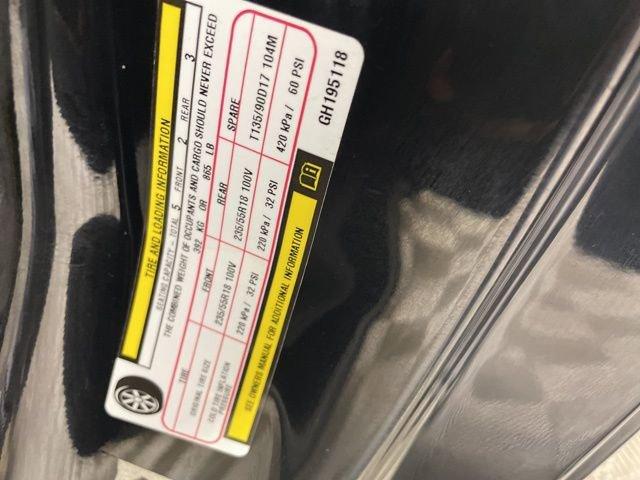 TIRE AND LOADING INFORMATION
SEATING CAPACITY - TOTAL 5 FRONT 2 REAR 3
THE COMBINED WEIGHT OF OCCUPANTS AND CARGO SHOULD NEVER EXCEED
392 KG OR 865 LB
TIRE FRONT REAR SPARE
ORIGINAL TIRE SIZE 235/55R18 100V 235/55R18 100V T135/90D17 104M
COLD TIRE INFLATION PRESSURE 220 kPa / 32 PSI 220 kPa / 32 PSI 420 kPa / 60 PSI
SEE OWNERS MANUAL FOR ADDITIONAL INFORMATION
GH195118